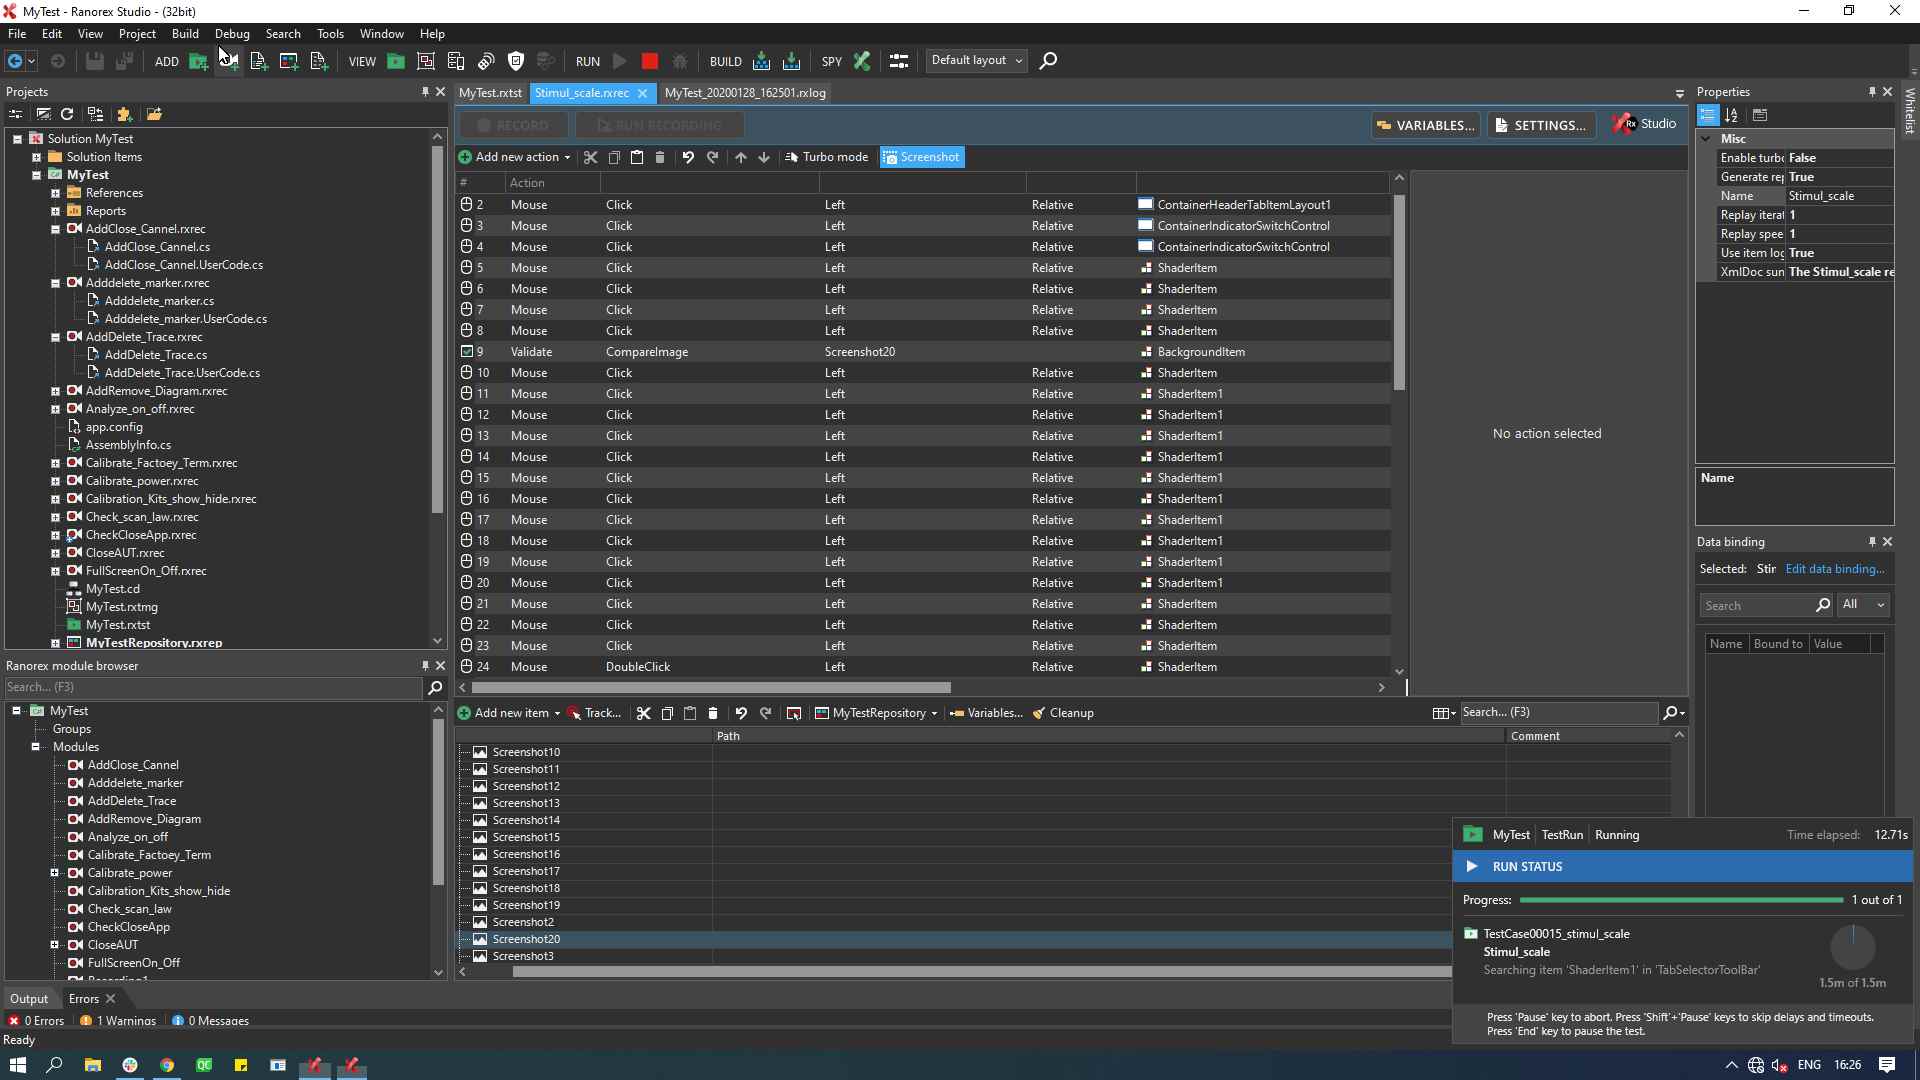 MyTest - Ranorex Studio - (32bit)
File Edit View Project Build Debug Search Tools Window Help
ADD VIEW RUN BUILD SPY Default layout
Projects
Solution MyTest
Solution Items
MyTest
References
Reports
AddClose_Cannel.rxrec
AddClose_Cannel.cs
AddClose_Cannel.UserCode.cs
Adddelete_marker.rxrec
Adddelete_marker.cs
Adddelete_marker.UserCode.cs
AddDelete_Trace.rxrec
AddDelete_Trace.cs
AddDelete_Trace.UserCode.cs
AddRemove_Diagram.rxrec
Analyze_on_off.rxrec
app.config
AssemblyInfo.cs
Calibrate_Factoey_Term.rxrec
Calibrate_power.rxrec
Calibration_Kits_show_hide.rxrec
Check_scan_law.rxrec
CheckCloseApp.rxrec
CloseAUT.rxrec
FullScreenOn_Off.rxrec
MyTest.cd
MyTest.rxtmg
MyTest.rxtst
MyTestRepository.rxrep
Ranorex module browser
Search... (F3)
MyTest
Groups
Modules
AddClose_Cannel
Adddelete_marker
AddDelete_Trace
AddRemove_Diagram
Analyze_on_off
Calibrate_Factoey_Term
Calibrate_power
Calibration_Kits_show_hide
Check_scan_law
CheckCloseApp
CloseAUT
FullScreenOn_Off
MyTest.rxtst Stimul_scale.rxrec MyTest_20200128_162501.rxlog
RECORD RUN RECORDING VARIABLES... SETTINGS... Rx Studio
Add new action Turbo mode Screenshot
# Action
2 Mouse Click Left Relative ContainerHeaderTabItemLayout1
3 Mouse Click Left Relative ContainerIndicatorSwitchControl
4 Mouse Click Left Relative ContainerIndicatorSwitchControl
5 Mouse Click Left Relative ShaderItem
6 Mouse Click Left Relative ShaderItem
7 Mouse Click Left Relative ShaderItem
8 Mouse Click Left Relative ShaderItem
9 Validate CompareImage Screenshot20 BackgroundItem
10 Mouse Click Left Relative ShaderItem
11 Mouse Click Left Relative ShaderItem1
12 Mouse Click Left Relative ShaderItem1
13 Mouse Click Left Relative ShaderItem1
14 Mouse Click Left Relative ShaderItem1
15 Mouse Click Left Relative ShaderItem1
16 Mouse Click Left Relative ShaderItem1
17 Mouse Click Left Relative ShaderItem1
18 Mouse Click Left Relative ShaderItem1
19 Mouse Click Left Relative ShaderItem1
20 Mouse Click Left Relative ShaderItem1
21 Mouse Click Left Relative ShaderItem
22 Mouse Click Left Relative ShaderItem
23 Mouse Click Left Relative ShaderItem
24 Mouse DoubleClick Left Relative ShaderItem
No action selected
Add new item Track... MyTestRepository Variables... Cleanup Search... (F3)
Path Comment
Screenshot10
Screenshot11
Screenshot12
Screenshot13
Screenshot14
Screenshot15
Screenshot16
Screenshot17
Screenshot18
Screenshot19
Screenshot2
Screenshot20
Screenshot3
Properties
Misc
Enable turbo False
Generate rep True
Name Stimul_scale
Replay iterat 1
Replay spee 1
Use item log True
XmlDoc sun The Stimul_scale re
Name
Data binding
Selected: Stir Edit data binding...
Search All
Name Bound to Value
Whitelist
MyTest TestRun Running Time elapsed: 12.71s
RUN STATUS
Progress: 1 out of 1
TestCase00015_stimul_scale
Stimul_scale
Searching item 'ShaderItem1' in 'TabSelectorToolBar'
1.5m of 1.5m
Press 'Pause' key to abort. Press 'Shift'+'Pause' keys to skip delays and timeouts.
Press 'End' key to pause the test.
Output Errors
0 Errors 1 Warnings 0 Messages
Ready
QC ENG 16:26